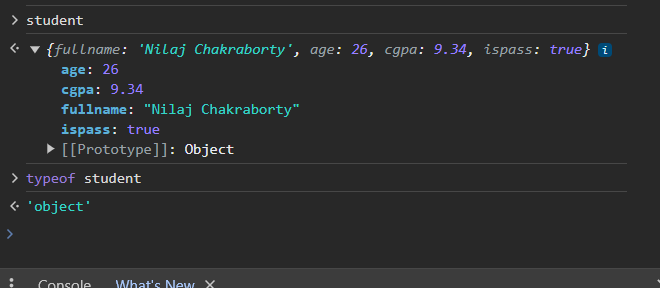 > student
{fullname: 'Nilaj Chakraborty', age: 26, cgpa: 9.34, ispass: true} i
age: 26
cgpa: 9.34
fullname: "Nilaj Chakraborty"
ispass: true
[[Prototype]]: Object
> typeof student
'object'
>
Console What's New ×